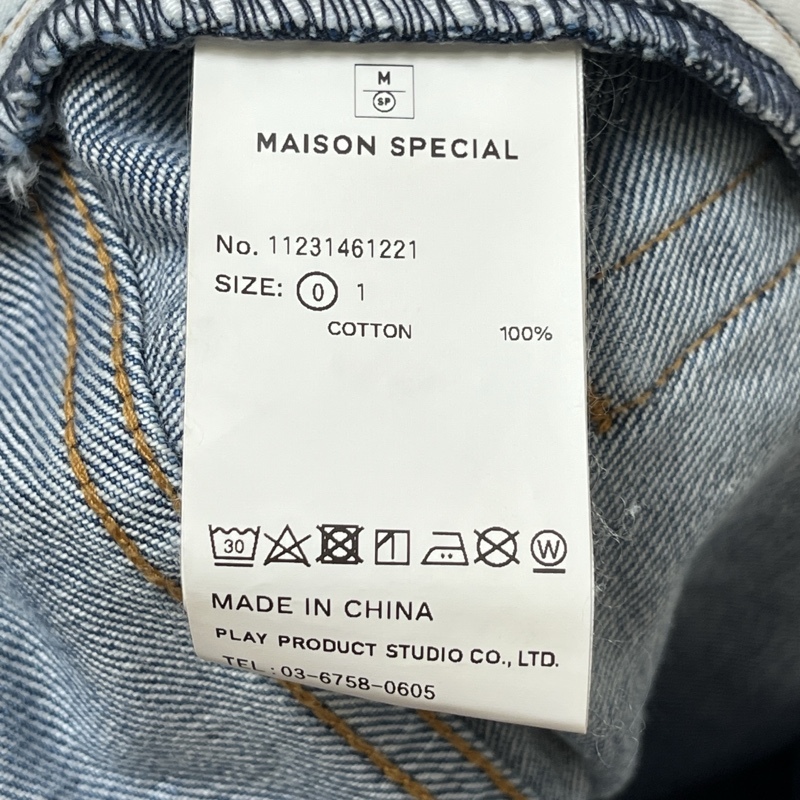 M
SP
MAISON SPECIAL
No. 11231461221
SIZE: 0 1
COTTON 100%
30 W
MADE IN CHINA
PLAY PRODUCT STUDIO CO., LTD.
TEL : 03-6758-0605